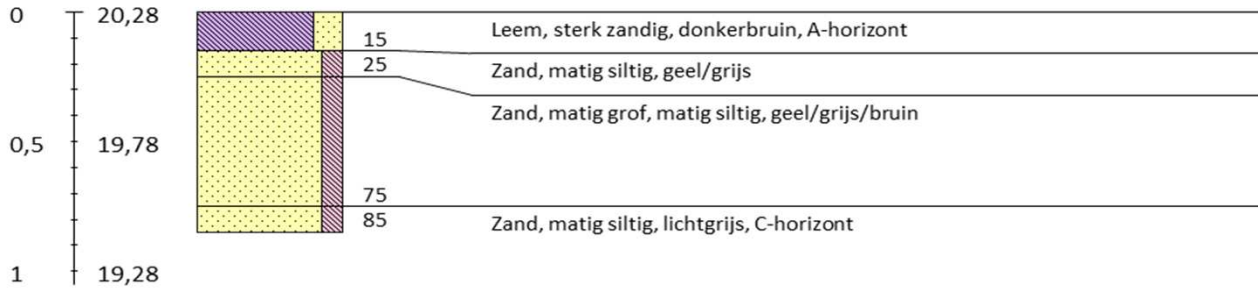 0 20,28 Leem, sterk zandig, donkerbruin, A-horizont
15
25 Zand, matig siltig, geel/grijs
Zand, matig grof, matig siltig, geel/grijs/bruin
0,5 19,78
75
85 Zand, matig siltig, lichtgrijs, C-horizont
1 19,28